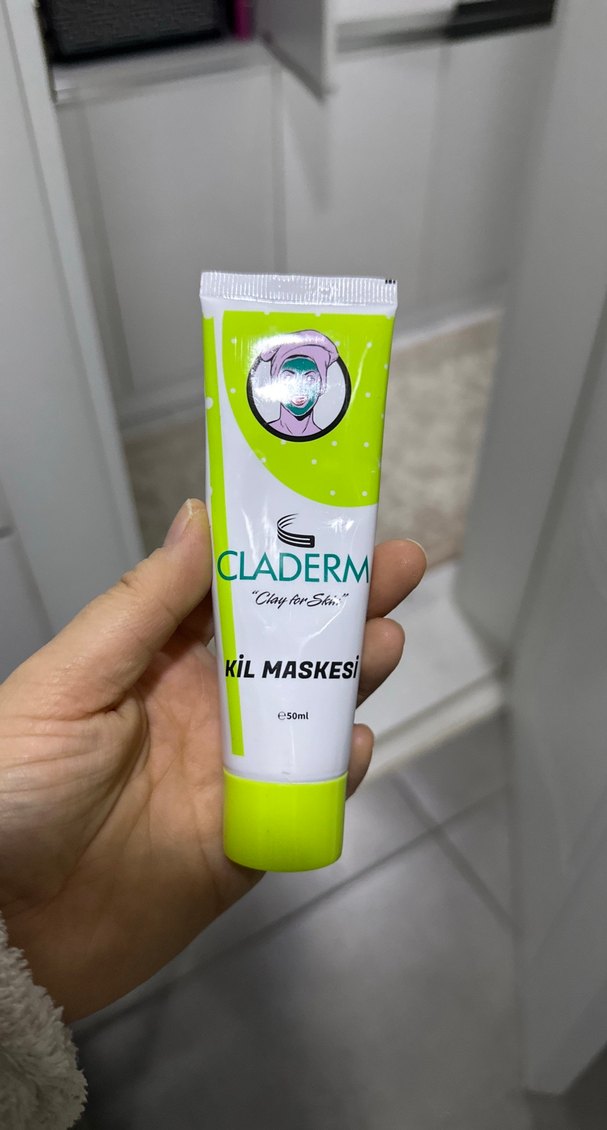 CLADERM
"Clay for Skin"
KİL MASKESİ
℮50ml